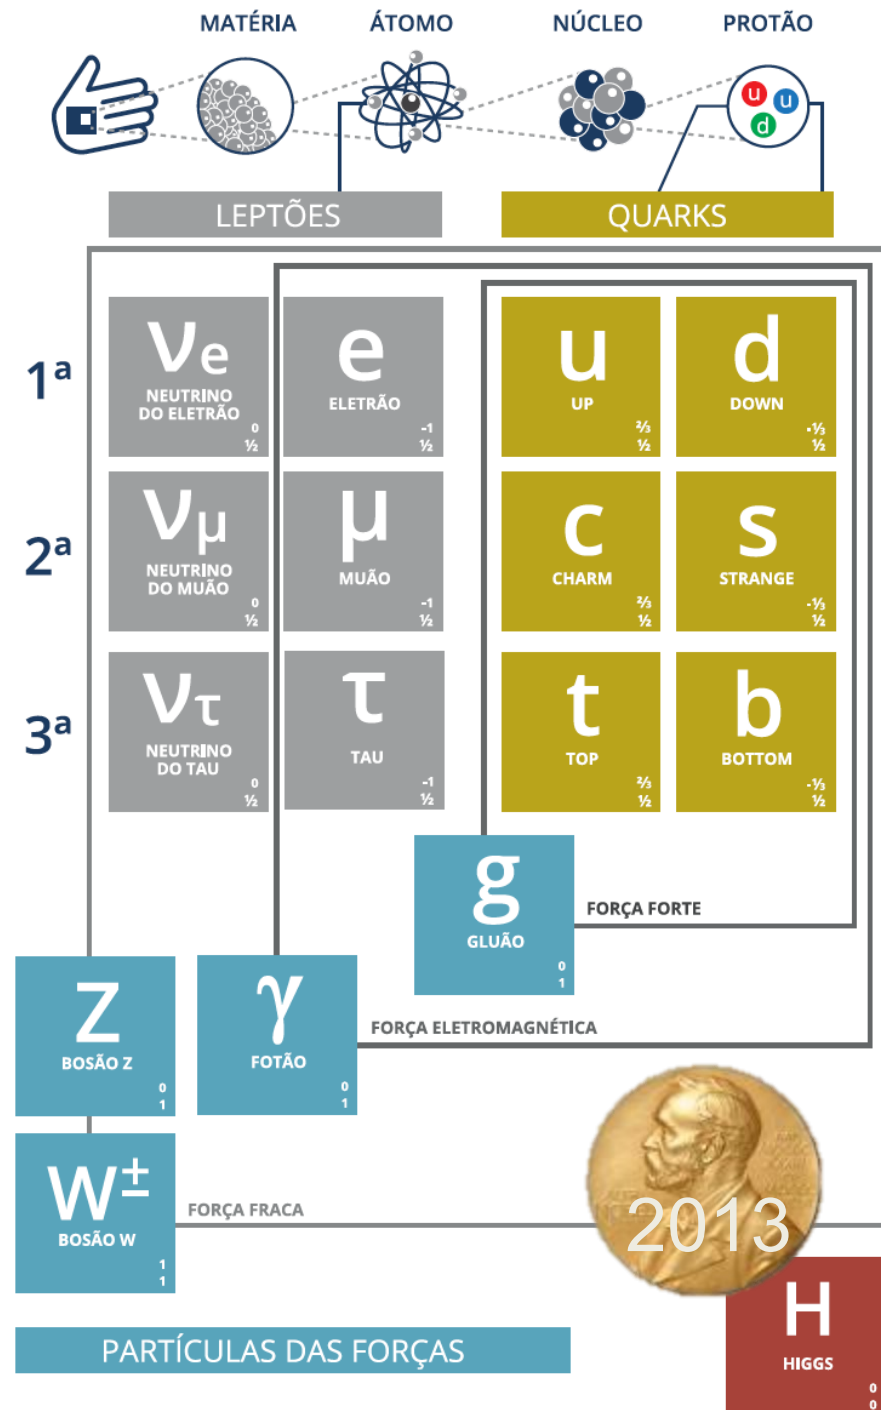 MATÉRIA ÁTOMO NÚCLEO PROTÃO
u u
d
LEPTÕES QUARKS
1ª
νe
NEUTRINO
DO ELETRÃO
0
½
e
ELETRÃO
-1
½
u
UP
⅔
½
d
DOWN
-⅓
½
2ª
νμ
NEUTRINO
DO MUÃO
0
½
μ
MUÃO
-1
½
c
CHARM
⅔
½
s
STRANGE
-⅓
½
3ª
ντ
NEUTRINO
DO TAU
0
½
τ
TAU
-1
½
t
TOP
⅔
½
b
BOTTOM
-⅓
½
g
GLUÃO
0
1
FORÇA FORTE
Z
BOSÃO Z
0
1
γ
FOTÃO
0
1
FORÇA ELETROMAGNÉTICA
W±
BOSÃO W
1
1
FORÇA FRACA
2013
H
HIGGS
0
0
PARTÍCULAS DAS FORÇAS